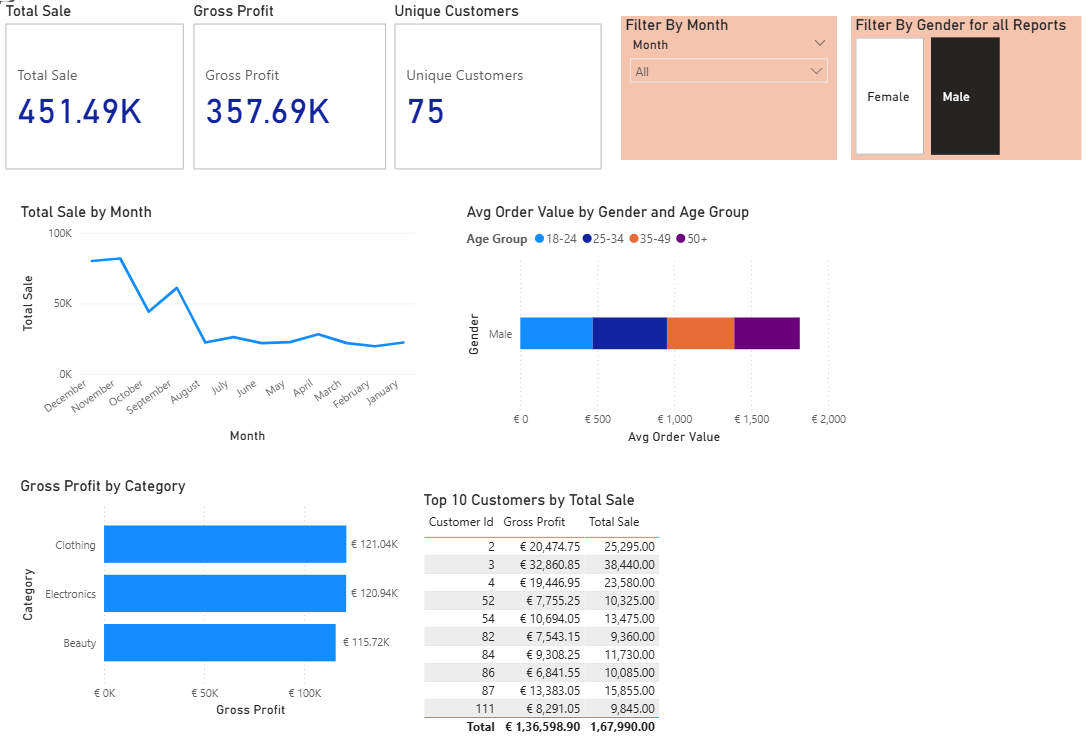 Total Sale
Total Sale
451.49K
Gross Profit
Gross Profit
357.69K
Unique Customers
Unique Customers
75
Filter By Month
Month
All
Filter By Gender for all Reports
Female
Male
Total Sale by Month
100K
50K
0K
Total Sale
December
November
October
September
August
July
June
May
April
March
February
January
Month
Avg Order Value by Gender and Age Group
Age Group 18-24 25-34 35-49 50+
Gender
Male
€ 0 € 500 € 1,000 € 1,500 € 2,000
Avg Order Value
Gross Profit by Category
Category
Clothing € 121.04K
Electronics € 120.94K
Beauty € 115.72K
€ 0K € 50K € 100K
Gross Profit
Top 10 Customers by Total Sale
Customer Id Gross Profit Total Sale
2 € 20,474.75 25,295.00
3 € 32,860.85 38,440.00
4 € 19,446.95 23,580.00
52 € 7,755.25 10,325.00
54 € 10,694.05 13,475.00
82 € 7,543.15 9,360.00
84 € 9,308.25 11,730.00
86 € 6,841.55 10,085.00
87 € 13,383.05 15,855.00
111 € 8,291.05 9,845.00
Total € 1,36,598.90 1,67,990.00